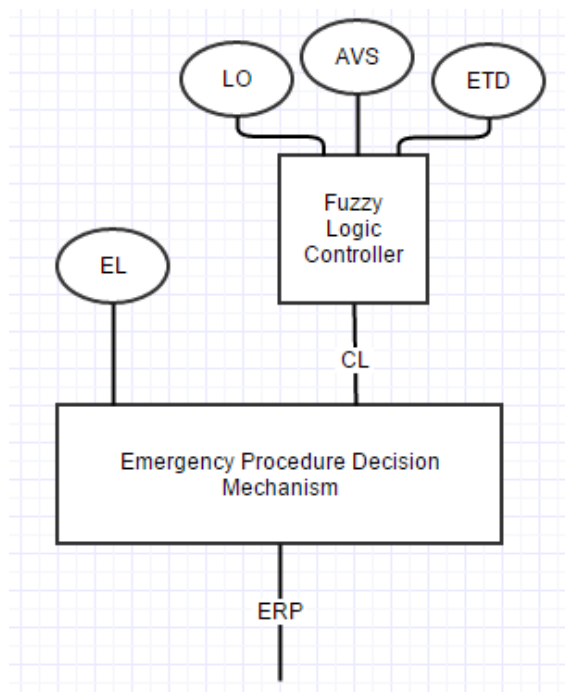 LO
AVS
ETD
Fuzzy
Logic
Controller
EL
CL
Emergency Procedure Decision
Mechanism
ERP